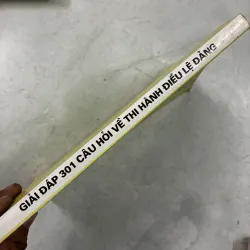 GIẢI ĐÁP 301 CÂU HỎI VỀ THI HÀNH ĐIỀU LỆ ĐẢNG